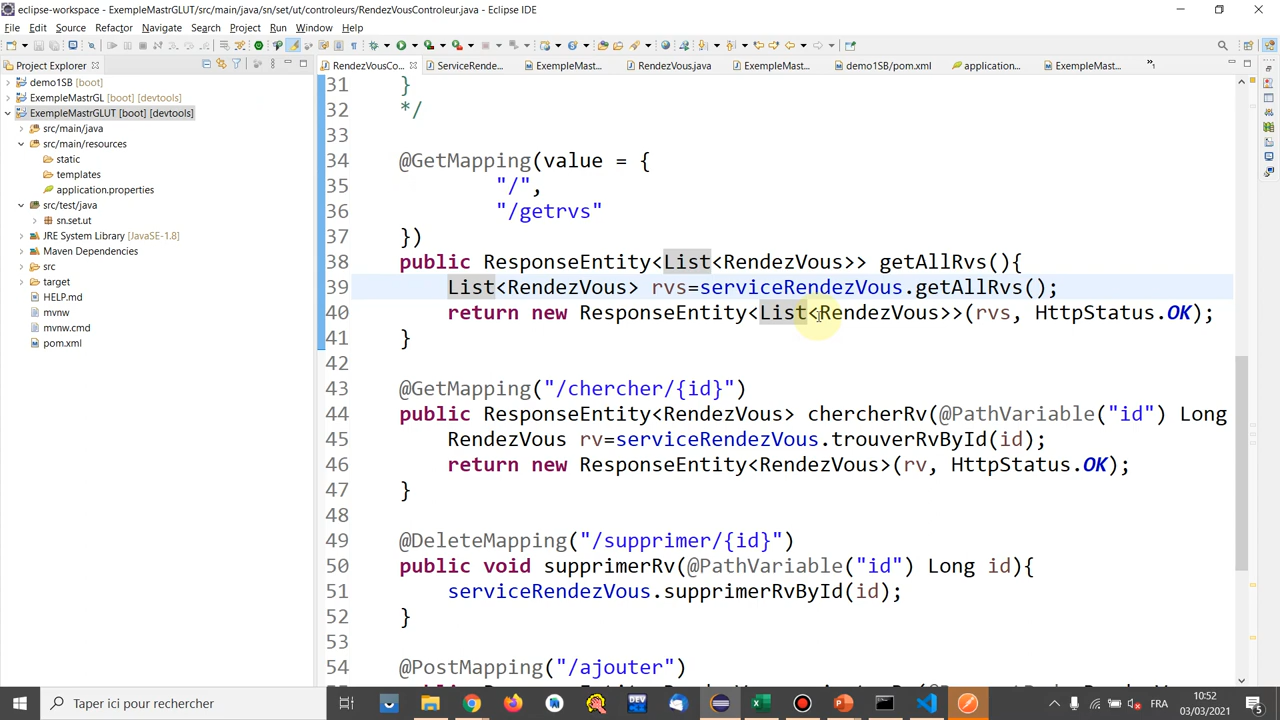 eclipse-workspace - ExempleMastrGLUT/src/main/java/sn/set/ut/controleurs/RendezVousControleur.java - Eclipse IDE
File Edit Source Refactor Navigate Search Project Run Window Help
Project Explorer
RendezVousCo... ServiceRende... ExempleMast... RendezVous.java ExempleMast... demo1SB/pom.xml application... ExempleMast...
demo1SB [boot]
ExempleMastrGL [boot] [devtools]
ExempleMastrGLUT [boot] [devtools]
src/main/java
src/main/resources
static
templates
application.properties
src/test/java
sn.set.ut
JRE System Library [JavaSE-1.8]
Maven Dependencies
src
target
HELP.md
mvnw
mvnw.cmd
pom.xml
31 }
32 */
33
34 @GetMapping(value = {
35 "/",
36 "/getrvs"
37 })
38 public ResponseEntity<List<RendezVous>> getAllRvs(){
39 List<RendezVous> rvs=serviceRendezVous.getAllRvs();
40 return new ResponseEntity<List<RendezVous>>(rvs, HttpStatus.OK);
41 }
42
43 @GetMapping("/chercher/{id}")
44 public ResponseEntity<RendezVous> chercherRv(@PathVariable("id") Long
45 RendezVous rv=serviceRendezVous.trouverRvById(id);
46 return new ResponseEntity<RendezVous>(rv, HttpStatus.OK);
47 }
48
49 @DeleteMapping("/supprimer/{id}")
50 public void supprimerRv(@PathVariable("id") Long id){
51 serviceRendezVous.supprimerRvById(id);
52 }
53
54 @PostMapping("/ajouter")
Taper ici pour rechercher
FRA
10:52
03/03/2021
5